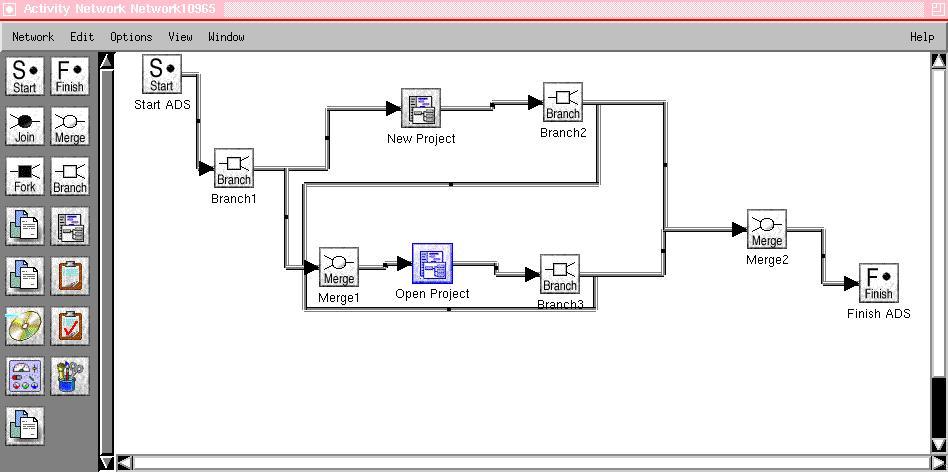 Activity Network Network10965
Network Edit Options View Window Help
S Start
F Finish
Join
Merge
Fork
Branch
S Start
Start ADS
Branch
Branch1
New Project
Branch
Branch2
Merge
Merge1
Open Project
Branch
Branch3
Merge
Merge2
F Finish
Finish ADS